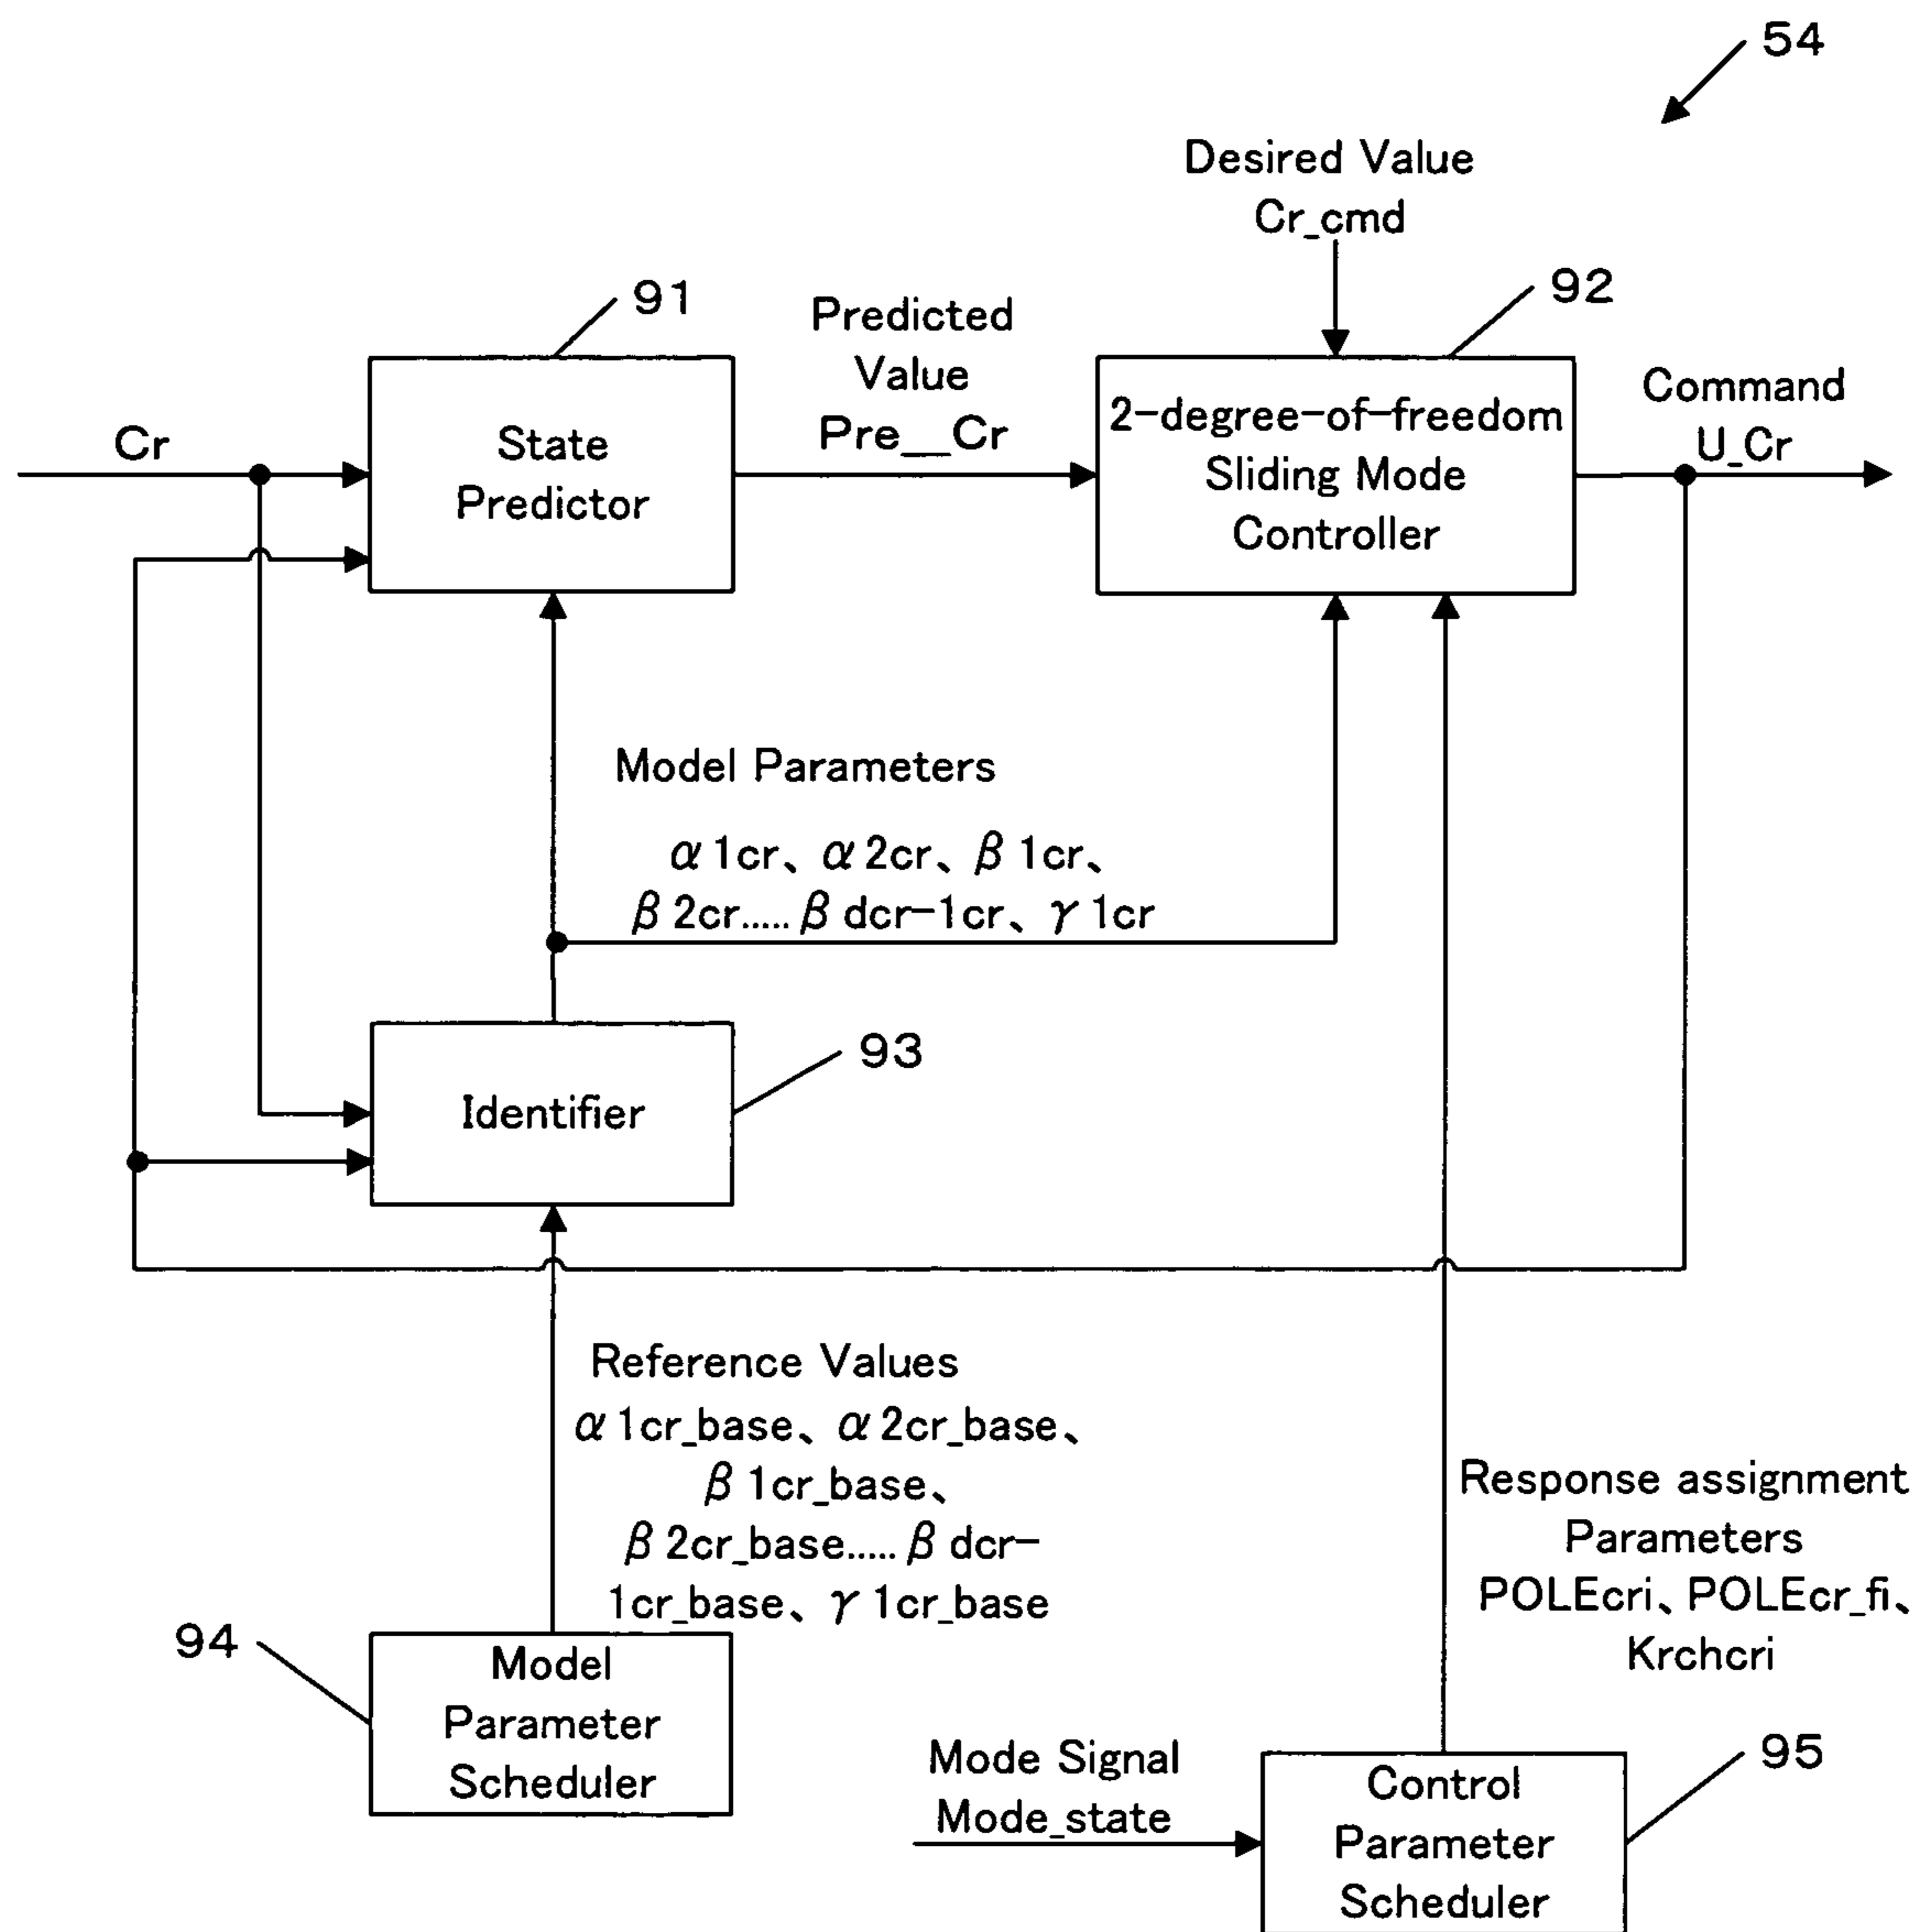 54
Desired Value
Cr_cmd
91
Predicted
Value
Pre__Cr
92
Command
U_Cr
Cr
State
Predictor
2-degree-of-freedom
Sliding Mode
Controller
Model Parameters
α 1cr、α 2cr、β 1cr、
β 2cr..... β dcr-1cr、γ 1cr
93
Identifier
Reference Values
α 1cr_base、α 2cr_base、
β 1cr_base、
β 2cr_base..... β dcr-
1cr_base、γ 1cr_base
Response assignment
Parameters
POLEcri、POLEcr_fi、
Krchcri
94
Model
Parameter
Scheduler
Mode Signal
Mode_state
95
Control
Parameter
Scheduler